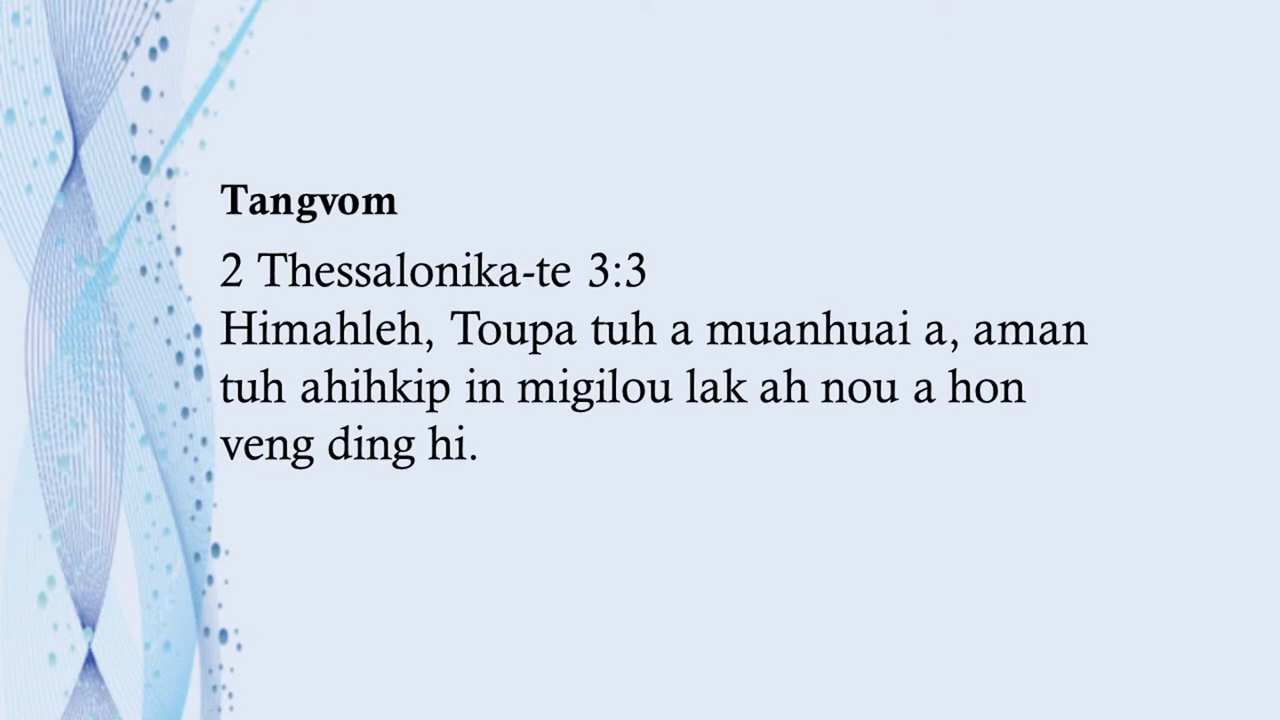 Tangvom
2 Thessalonika-te 3:3
Himahleh, Toupa tuh a muanhuai a, aman
tuh ahihkip in migilou lak ah nou a hon
veng ding hi.